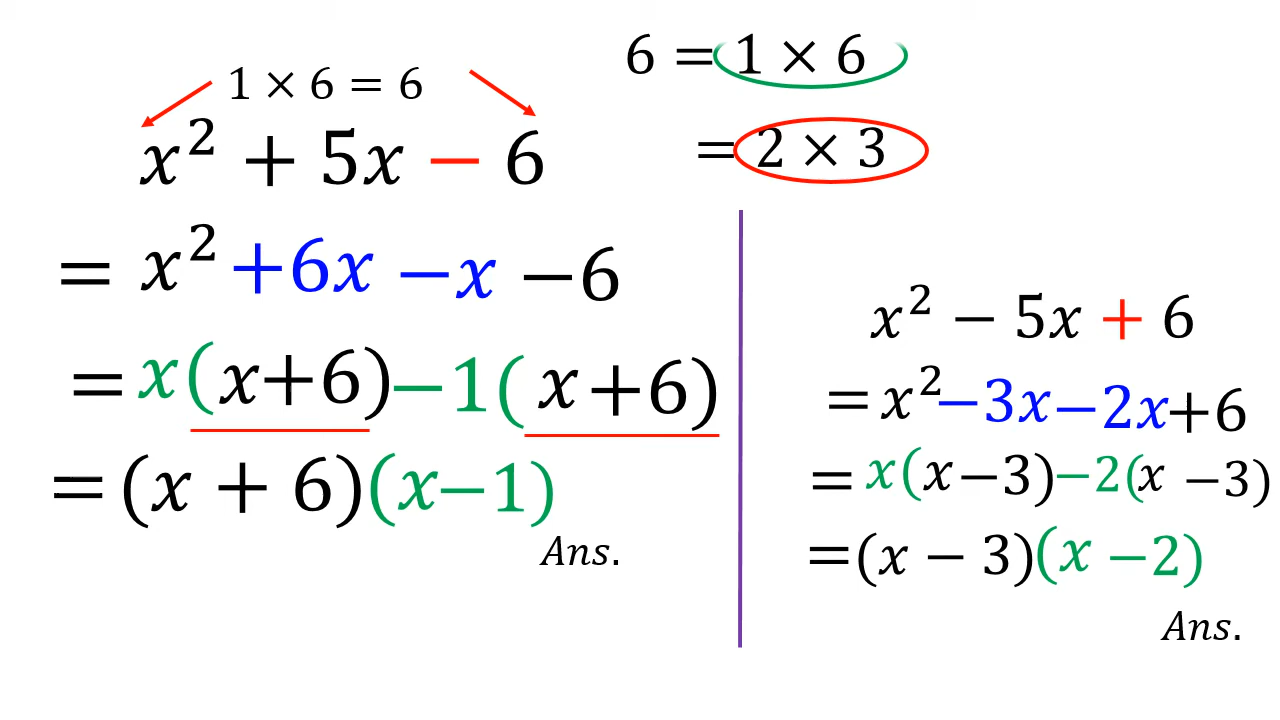 1 × 6 = 6
x² + 5x − 6
= x² +6x −x −6
= x(x+6)−1(x+6)
= (x + 6)(x−1)
Ans.
6 = 1 × 6
= 2 × 3
x² − 5x + 6
= x²−3x−2x+6
= x(x−3)−2(x −3)
= (x − 3)(x −2)
Ans.